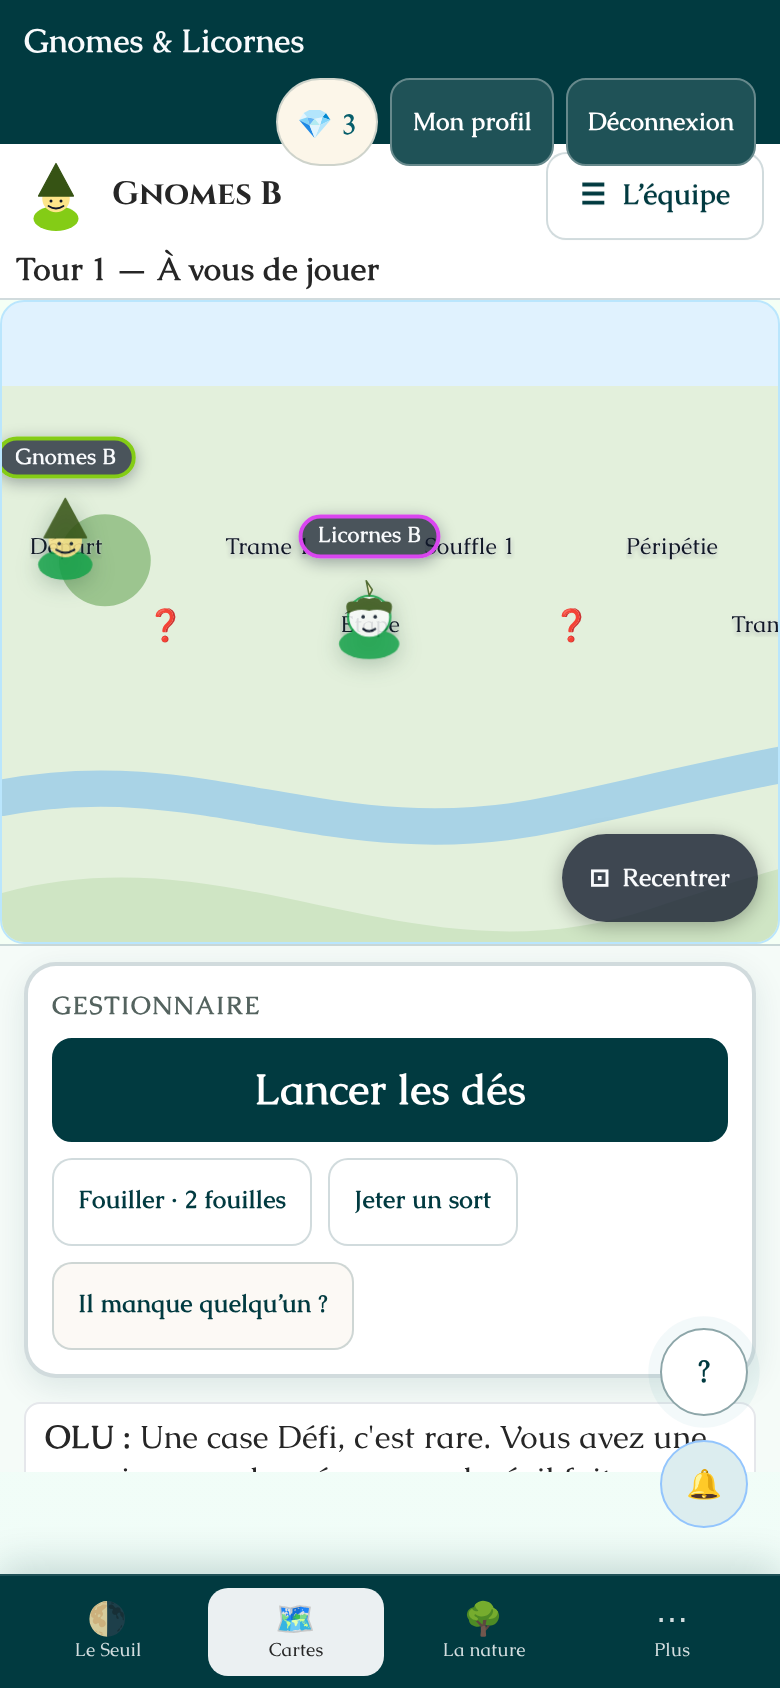 Gnomes & Licornes
💎 3
Mon profil
Déconnexion
Gnomes B
☰ L’équipe
Tour 1 — À vous de jouer
Gnomes B
Licornes B
Trame
Souffle 1
Péripétie
❓
❓
Tran
⊡ Recentrer
GESTIONNAIRE
Lancer les dés
Fouiller · 2 fouilles
Jeter un sort
Il manque quelqu’un ?
?
OLU : Une case Défi, c'est rare. Vous avez une
🔔
Le Seuil
Cartes
La nature
⋯
Plus